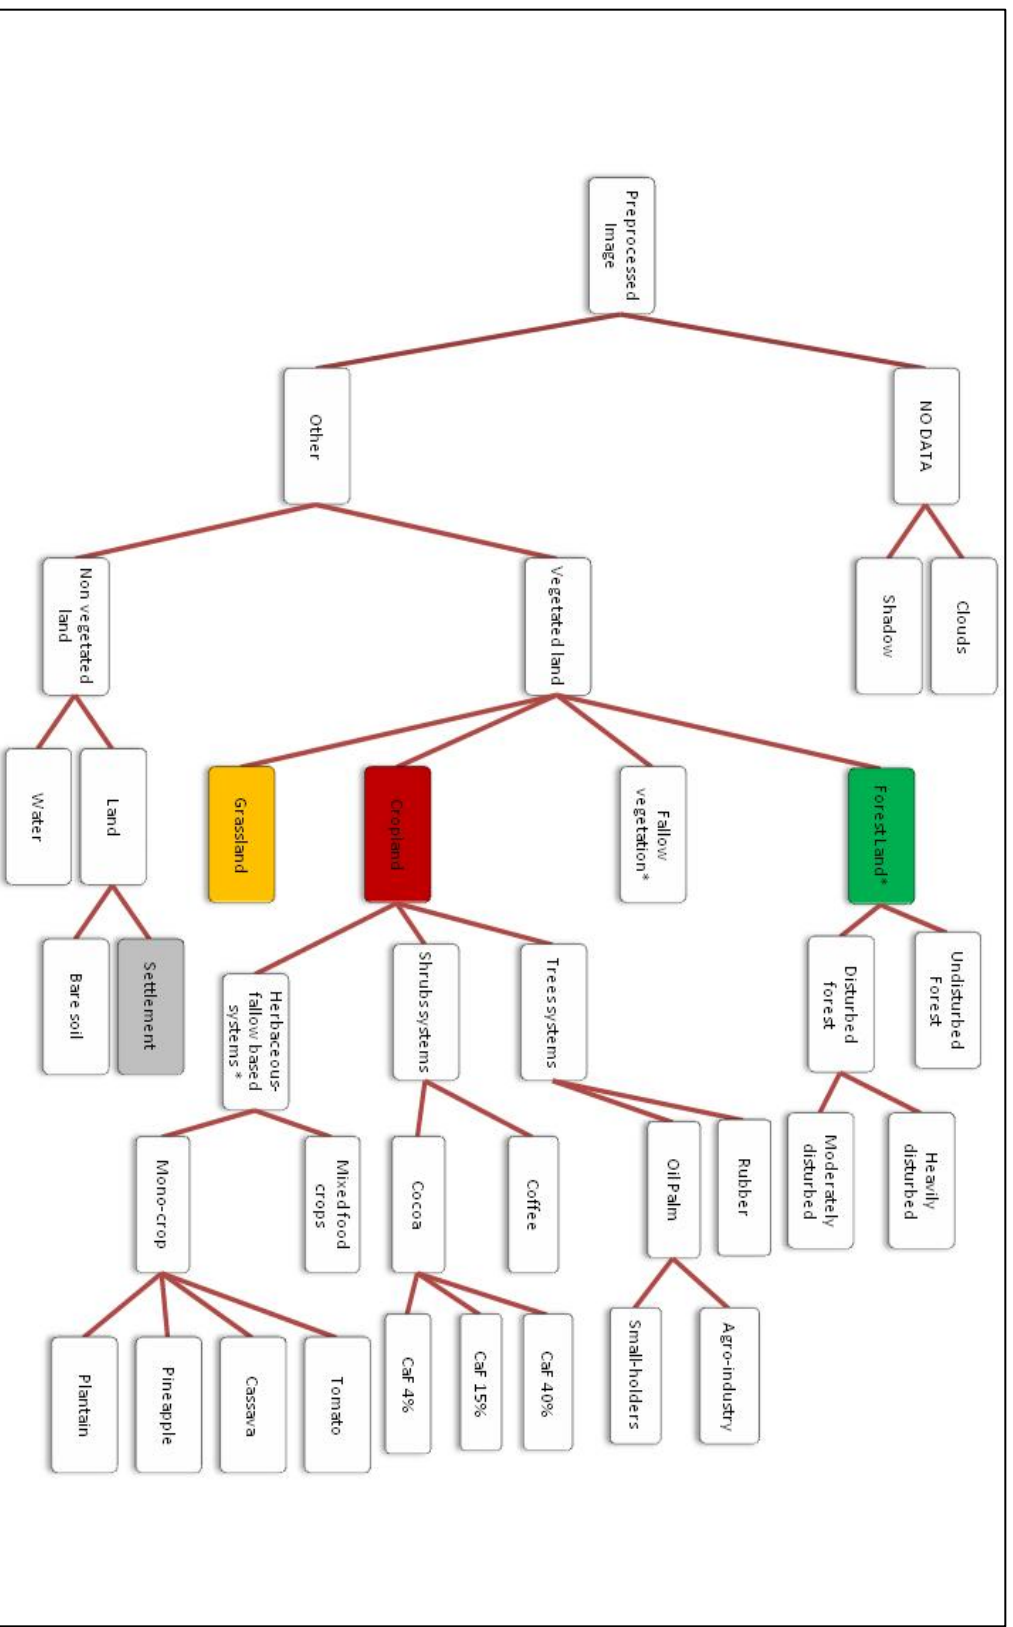 Preprocessed
Image
NO DATA
Other
Clouds
Shadow
Vegetated land
Non vegetated
land
Forest Land*
Fallow
vegetation*
Cropland
Grassland
Land
Water
Undisturbed
Forest
Disturbed
forest
Trees systems
Shrubs systems
Herbaceous-
fallow based
systems *
Settlement
Bare soil
Heavily
disturbed
Moderately
disturbed
Rubber
Oil Palm
Coffee
Cocoa
Mixed food
crops
Mono-crop
Agro-industry
Small-holders
CaF 40%
CaF 15%
CaF 4%
Tomato
Cassava
Pineapple
Plantain